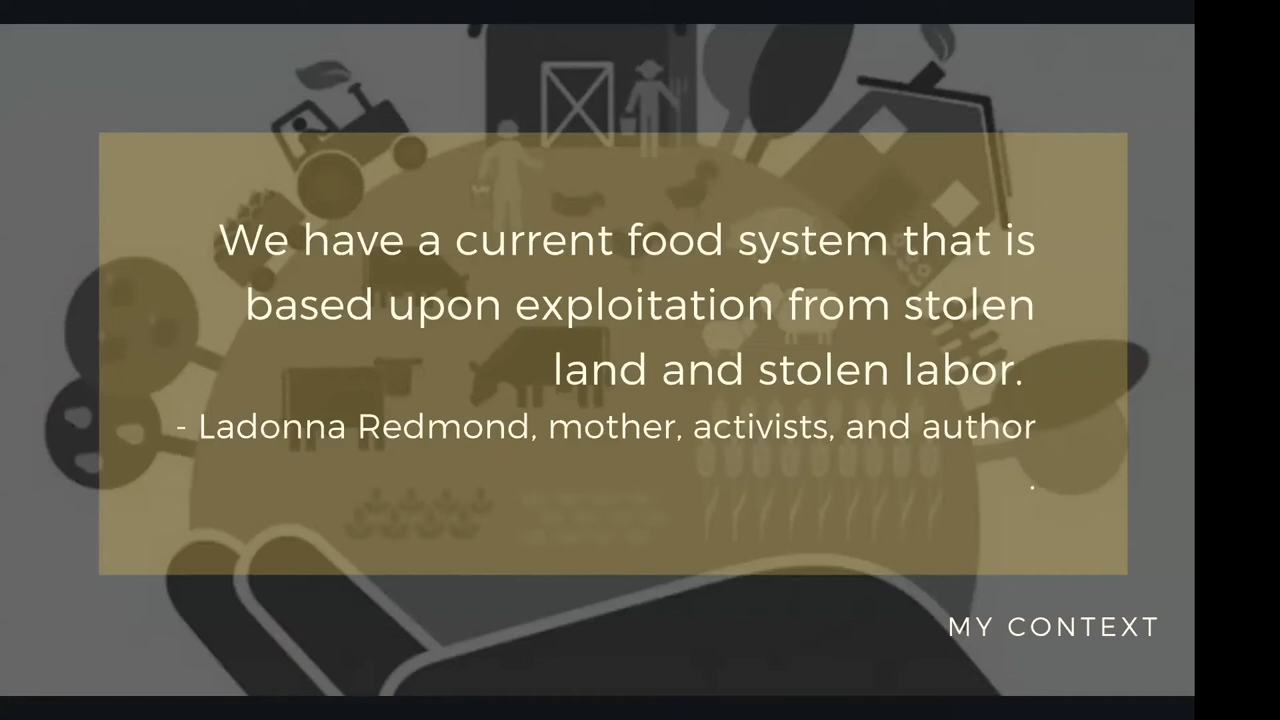 We have a current food system that is
based upon exploitation from stolen
land and stolen labor.
- Ladonna Redmond, mother, activists, and author
.
MY CONTEXT